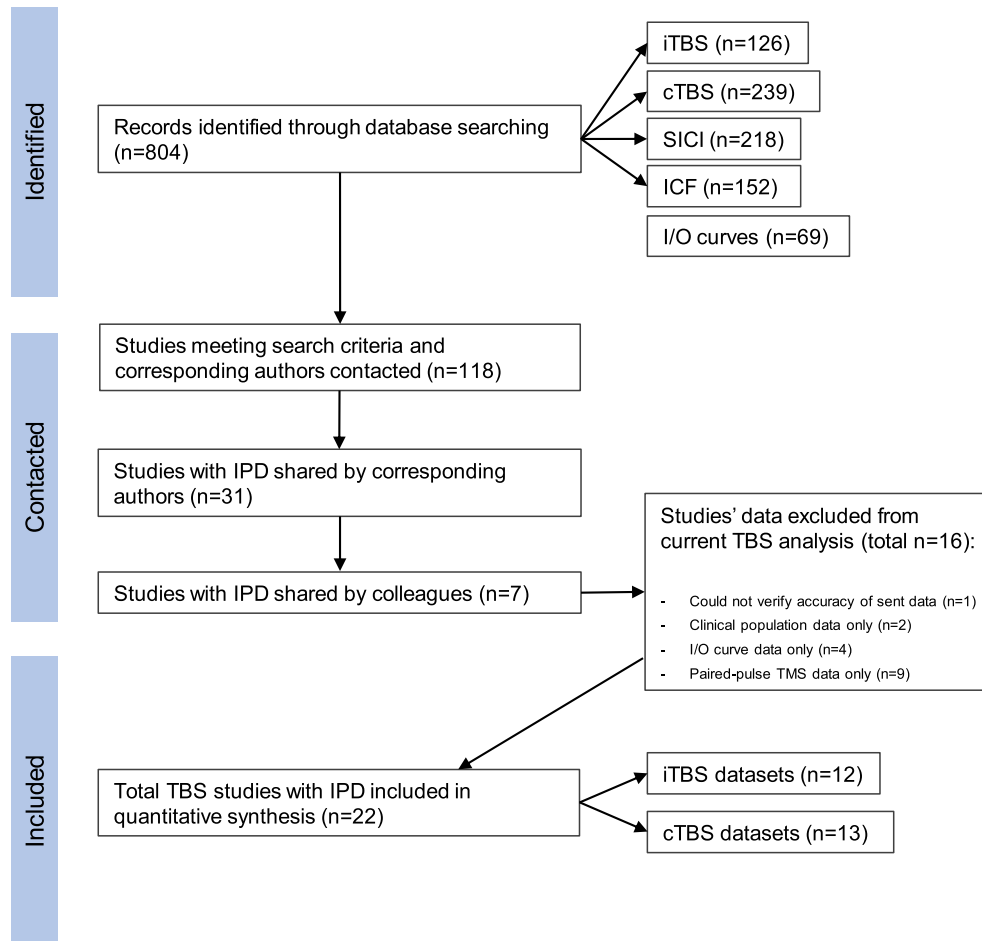 Identified
Records identified through database searching
(n=804)
iTBS (n=126)
cTBS (n=239)
SICI (n=218)
ICF (n=152)
I/O curves (n=69)
Contacted
Studies meeting search criteria and
corresponding authors contacted (n=118)
Studies with IPD shared by corresponding
authors (n=31)
Studies with IPD shared by colleagues (n=7)
Studies’ data excluded from
current TBS analysis (total n=16):
- Could not verify accuracy of sent data (n=1)
- Clinical population data only (n=2)
- I/O curve data only (n=4)
- Paired-pulse TMS data only (n=9)
Included
Total TBS studies with IPD included in
quantitative synthesis (n=22)
iTBS datasets (n=12)
cTBS datasets (n=13)